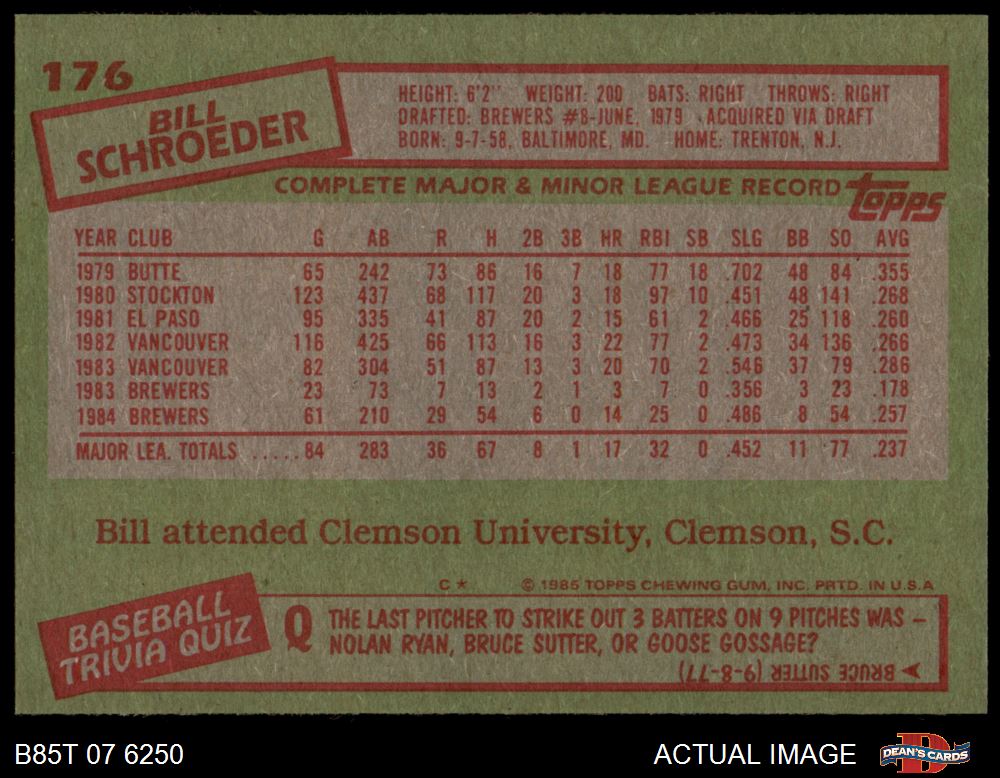 176
BILL
SCHROEDER
HEIGHT: 6'2" WEIGHT: 200 BATS: RIGHT THROWS: RIGHT
DRAFTED: BREWERS #8-JUNE, 1979 - ACQUIRED VIA DRAFT
BORN: 9-7-58, BALTIMORE, MD. HOME: TRENTON, N.J.
COMPLETE MAJOR & MINOR LEAGUE RECORD topps
YEAR CLUB G AB R H 2B 3B HR RBI SB SLG BB SO AVG
1979 BUTTE 65 242 73 86 16 7 18 77 18 .702 48 84 .355
1980 STOCKTON 123 437 68 117 20 3 18 97 10 .451 48 141 .268
1981 EL PASO 95 335 41 87 20 2 15 61 2 .466 25 118 .260
1982 VANCOUVER 116 425 66 113 16 3 22 77 2 .473 34 136 .266
1983 VANCOUVER 82 304 51 87 13 3 20 70 2 .546 37 79 .286
1983 BREWERS 23 73 7 13 2 1 3 7 0 .356 3 23 .178
1984 BREWERS 61 210 29 54 6 0 14 25 0 .486 8 54 .257
MAJOR LEA. TOTALS .....84 283 36 67 8 1 17 32 0 .452 11 77 .237
Bill attended Clemson University, Clemson, S.C.
C * © 1985 TOPPS CHEWING GUM, INC. PRTD. IN U.S.A.
BASEBALL
TRIVIA QUIZ
Q THE LAST PITCHER TO STRIKE OUT 3 BATTERS ON 9 PITCHES WAS –
NOLAN RYAN, BRUCE SUTTER, OR GOOSE GOSSAGE?
BRUCE SUTTER (9-8-77)
B85T 07 6250
ACTUAL IMAGE
D
DEAN'S CARDS